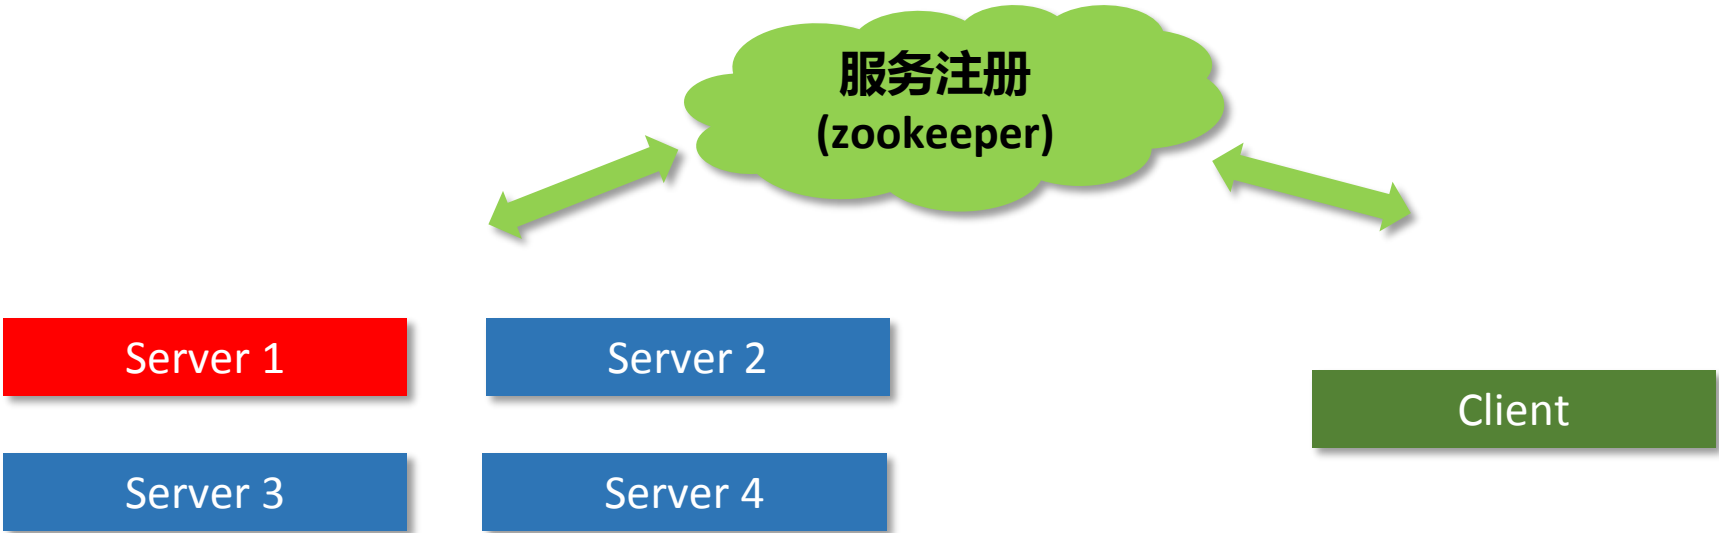 服务注册
(zookeeper)
Server 1
Server 2
Client
Server 3
Server 4